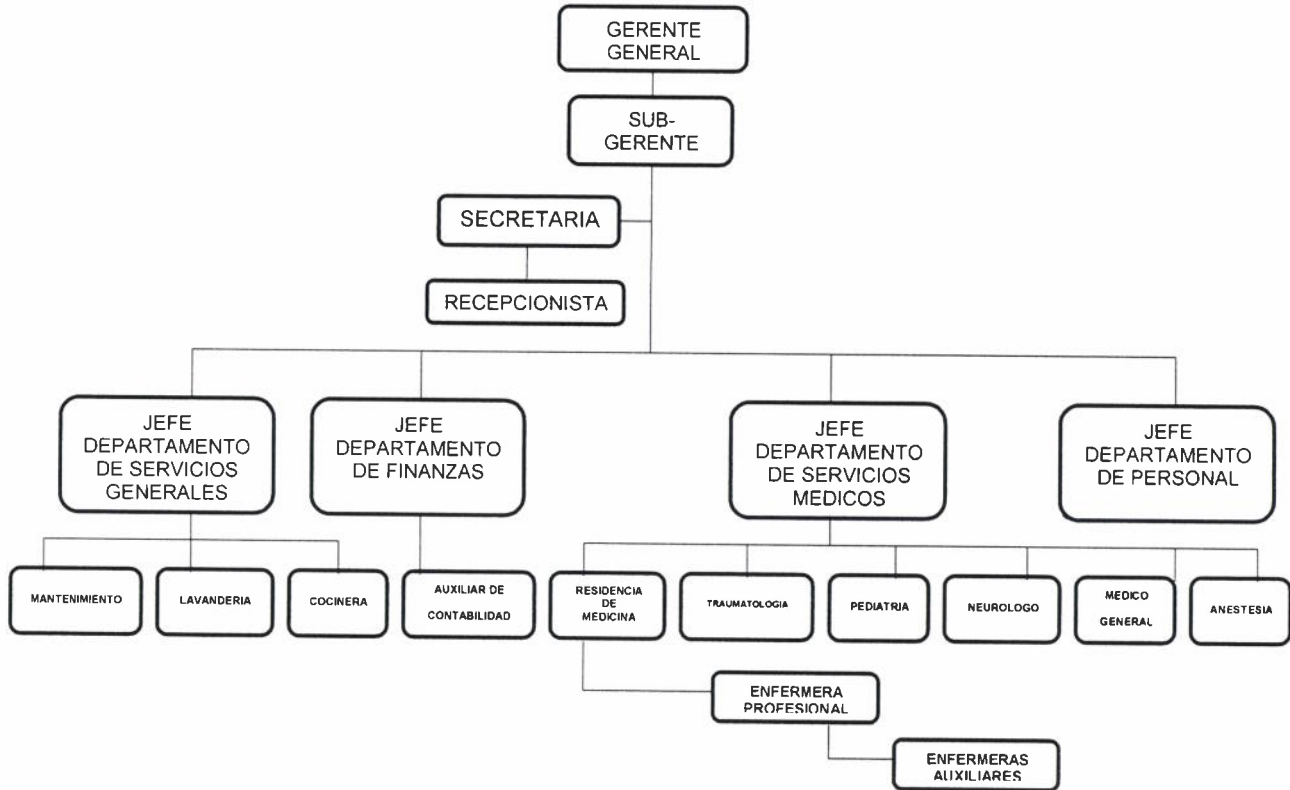 GERENTE
GENERAL
SUB-
GERENTE
SECRETARIA
RECEPCIONISTA
JEFE
DEPARTAMENTO
DE SERVICIOS
GENERALES
JEFE
DEPARTAMENTO
DE FINANZAS
JEFE
DEPARTAMENTO
DE SERVICIOS
MEDICOS
JEFE
DEPARTAMENTO
DE PERSONAL
MANTENIMIENTO
LAVANDERIA
COCINERA
AUXILIAR DE
CONTABILIDAD
RESIDENCIA
DE
MEDICINA
TRAUMATOLOGIA
PEDIATRIA
NEUROLOGO
MEDICO
GENERAL
ANESTESIA
ENFERMERA
PROFESIONAL
ENFERMERAS
AUXILIARES